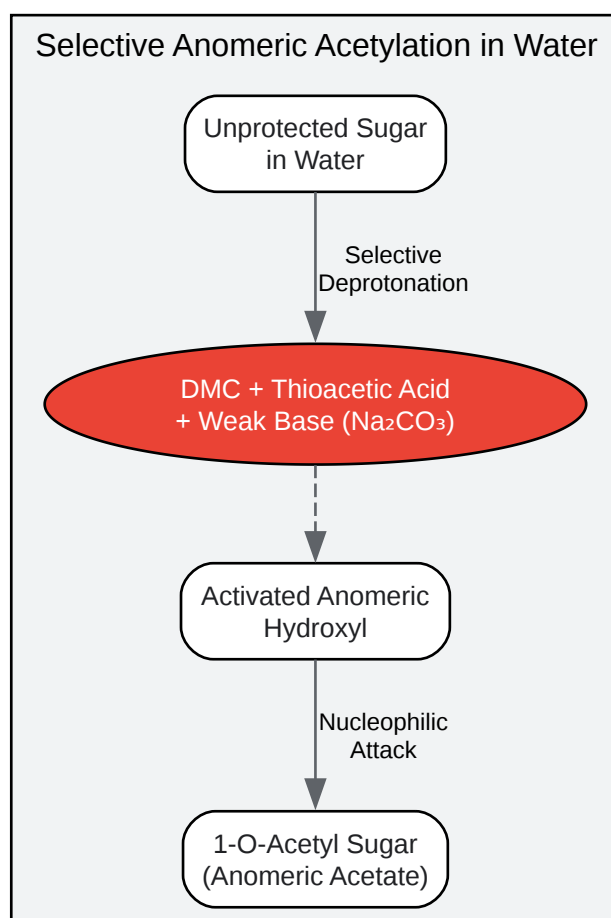 Selective Anomeric Acetylation in Water
Unprotected Sugar
in Water
Selective
Deprotonation
DMC + Thioacetic Acid
+ Weak Base (Na₂CO₃)
Activated Anomeric
Hydroxyl
Nucleophilic
Attack
1-O-Acetyl Sugar
(Anomeric Acetate)